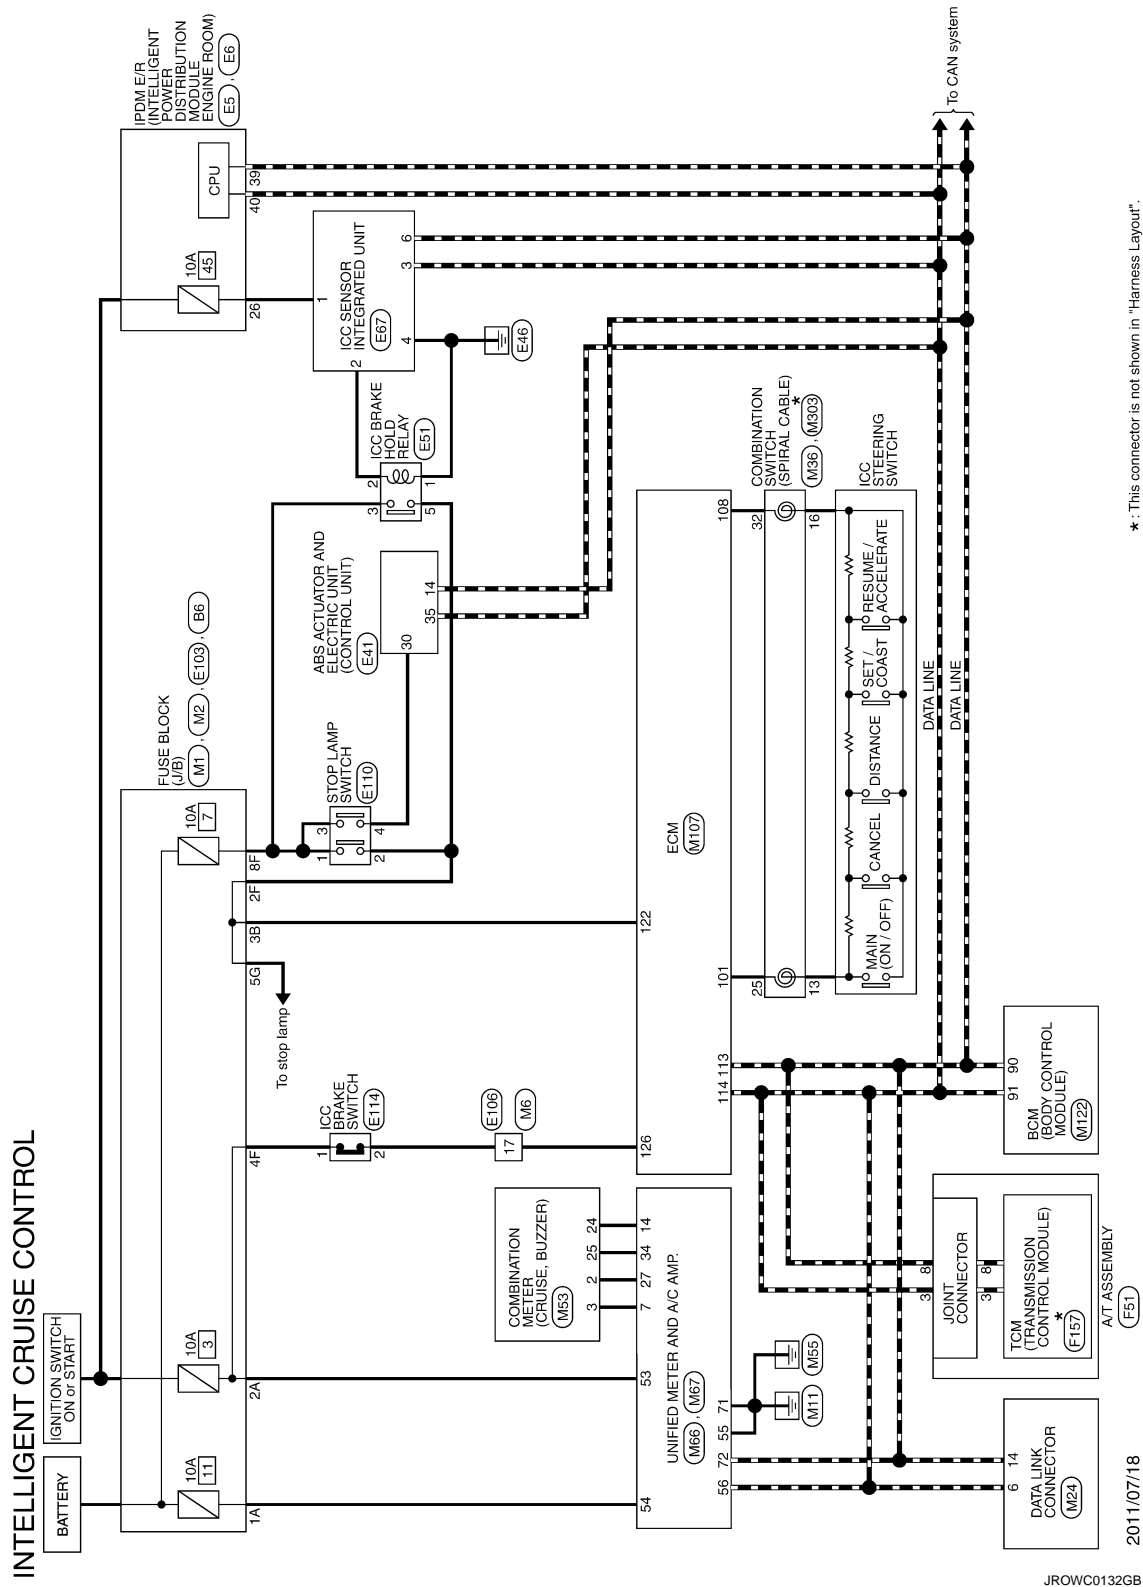 INTELLIGENT CRUISE CONTROL
BATTERY
IGNITION SWITCH
ON or START
FUSE BLOCK
(J/B)
M1 , M2 , E103 , B6
IPDM E/R
(INTELLIGENT
POWER
DISTRIBUTION
MODULE
ENGINE ROOM)
E5 , E6
10A
11
10A
3
10A
7
10A
45
CPU
1A
2A
4F
5G
3B
2F
8F
26
40
39
To stop lamp
ICC
BRAKE
SWITCH
E114
1
2
E106
17
M6
STOP LAMP
SWITCH
E110
1
3
2
4
ABS ACTUATOR AND
ELECTRIC UNIT
(CONTROL UNIT)
E41
30
35
14
ICC BRAKE
HOLD
RELAY
E51
3
2
5
1
ICC SENSOR
INTEGRATED UNIT
E67
1
2
4
3
6
E46
COMBINATION
METER
(CRUISE, BUZZER)
M53
3
2
25
24
UNIFIED METER AND A/C AMP.
M66 , M67
54
53
7
27
34
14
56
72
55
71
M11
M55
ECM
M107
126
122
114
113
101
108
COMBINATION
SWITCH
(SPIRAL CABLE)
M36 , M303 *
25
32
13
16
ICC
STEERING
SWITCH
MAIN
(ON / OFF)
CANCEL
DISTANCE
SET /
COAST
RESUME /
ACCELERATE
DATA LINE
DATA LINE
To CAN system
DATA LINK
CONNECTOR
M24
6
14
JOINT
CONNECTOR
3
8
3
8
TCM
(TRANSMISSION
CONTROL MODULE)
F157 *
A/T ASSEMBLY
F51
BCM
(BODY CONTROL
MODULE)
M122
91
90
* : This connector is not shown in "Harness Layout".
2011/07/18
JROWC0132GB